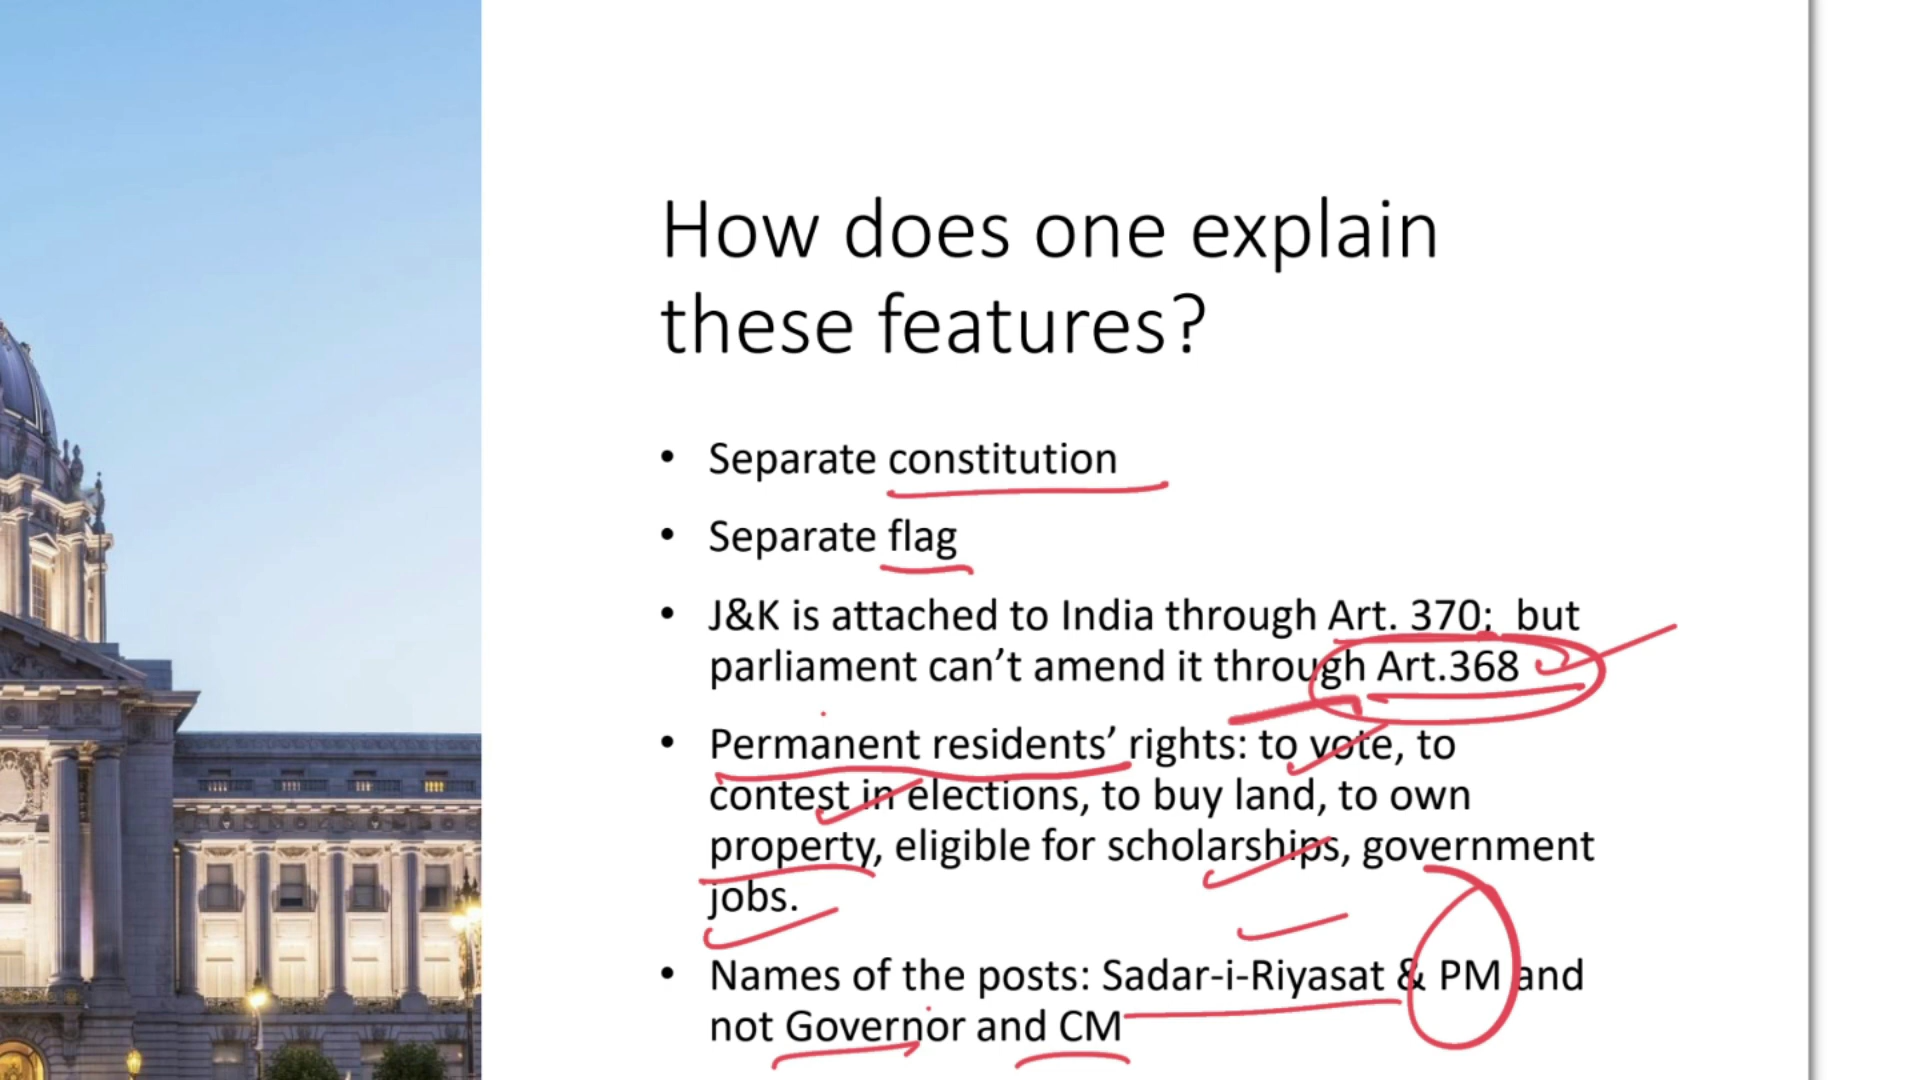 How does one explain
these features?
• Separate constitution
• Separate flag
• J&K is attached to India through Art. 370;  but
parliament can’t amend it through Art.368
• Permanent residents’ rights: to vote, to
contest in elections, to buy land, to own
property, eligible for scholarships, government
jobs.
• Names of the posts: Sadar-i-Riyasat & PM and
not Governor and CM